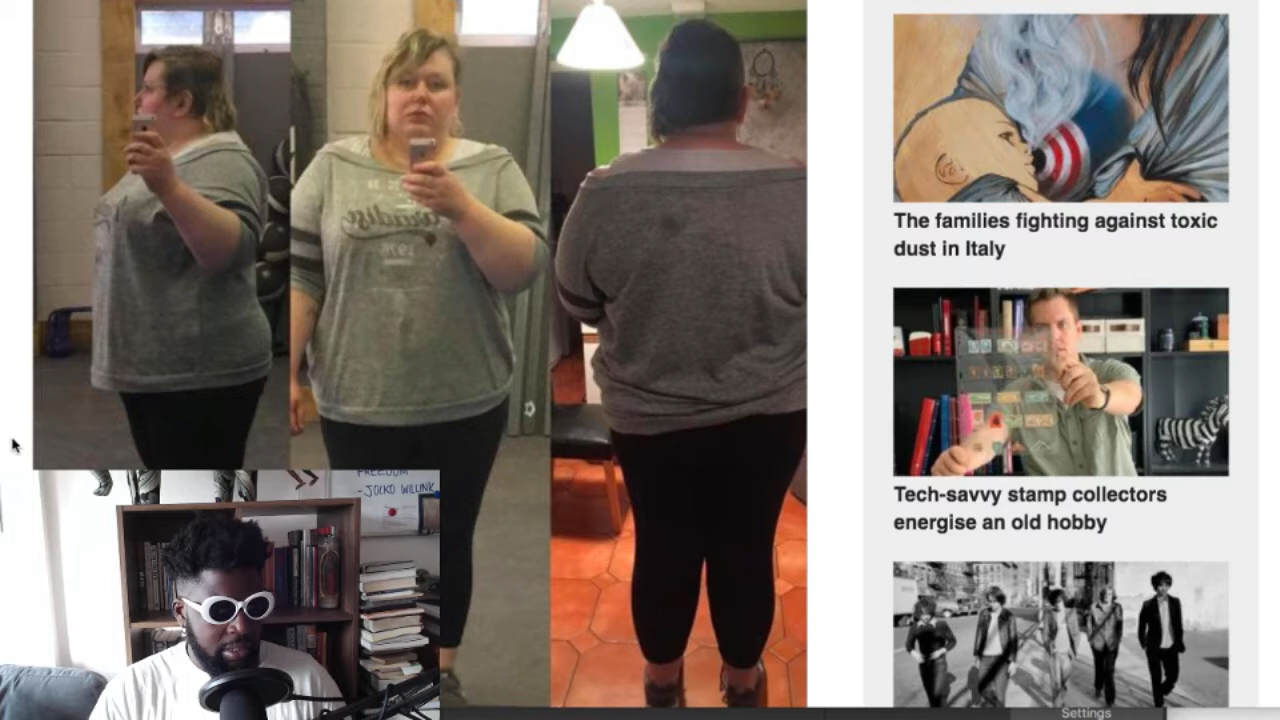 1976
FREEDOM
-JOCKO WILLINK
The families fighting against toxic
dust in Italy
Tech-savvy stamp collectors
energise an old hobby
Settings